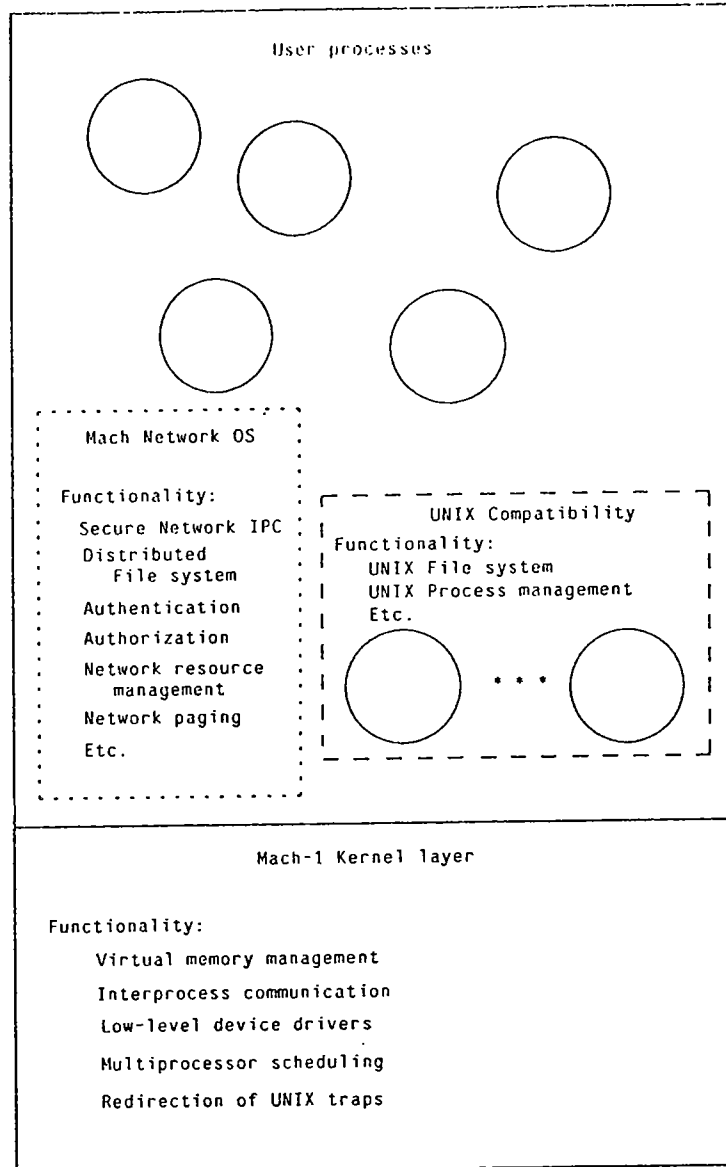 User processes
Mach Network OS
Functionality:
Secure Network IPC
Distributed
File system
Authentication
Authorization
Network resource
management
Network paging
Etc.
UNIX Compatibility
Functionality:
UNIX File system
UNIX Process management
Etc.
* * *
Mach-1 Kernel layer
Functionality:
Virtual memory management
Interprocess communication
Low-level device drivers
Multiprocessor scheduling
Redirection of UNIX traps